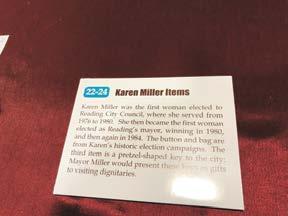 22-24 Karen Miller Items
Karen Miller was the first woman elected to
Reading City Council, where she served from
1976 to 1980. She then became the first woman
elected as Reading's mayor, winning in 1980,
and then again in 1984. The button and bag are
from Karen's historic election campaigns. The
third item is a pretzel-shaped key to the city;
Mayor Miller would present these keys as gifts
to visiting dignitaries.